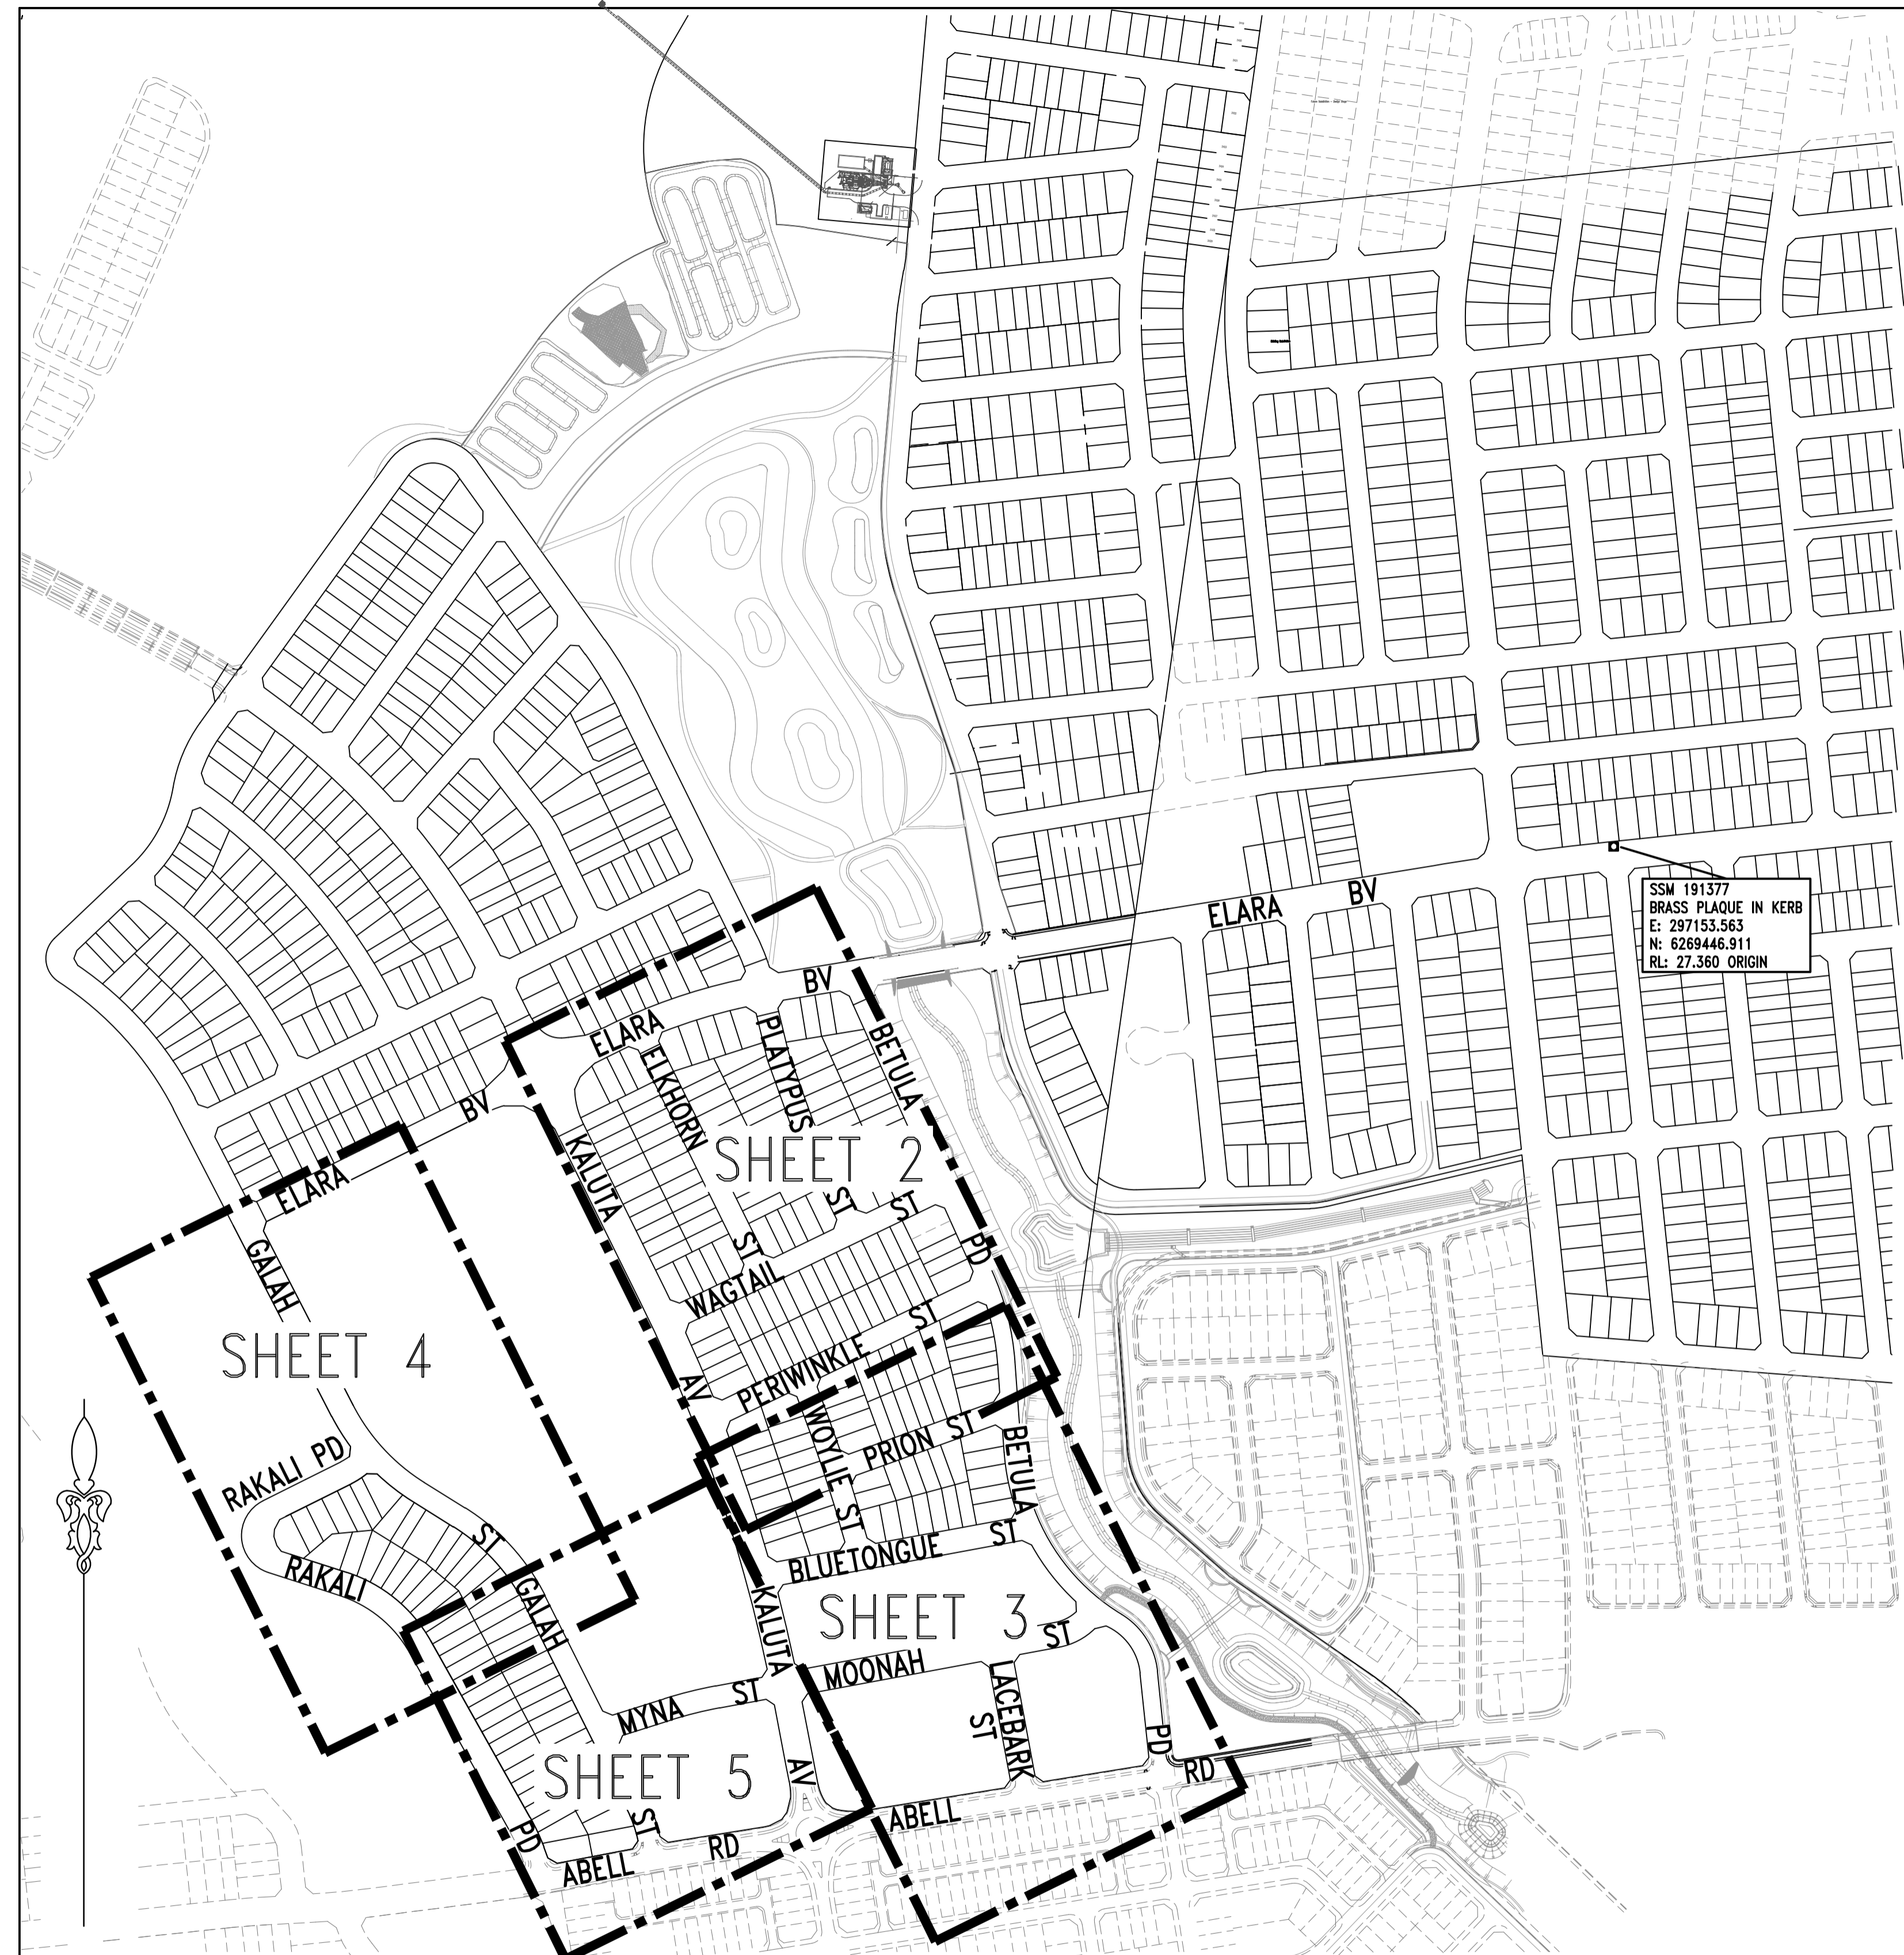 ELARA
BV
SSM 191377
BRASS PLAQUE IN KERB
E: 297153.563
N: 6269446.911
RL: 27.360 ORIGIN
BV
ELARA
PLATYPUS
BETULA
ELKHORN
BV
KALUTA
SHEET 2
ELARA
ST
ST
GALAH
ST
PD
WAGTAIL
ST
SHEET 4
PERIWINKLE
AV
WOYLIE ST
PRION ST
BETULA
RAKALI PD
ST
BLUETONGUE
ST
RAKALI
GALAH
KALUTA
SHEET 3
ST
MOONAH
LACEBARK
ST
MYNA
ST
SHEET 5
AV
PD
RD
ST
ABELL
PD
ABELL
RD